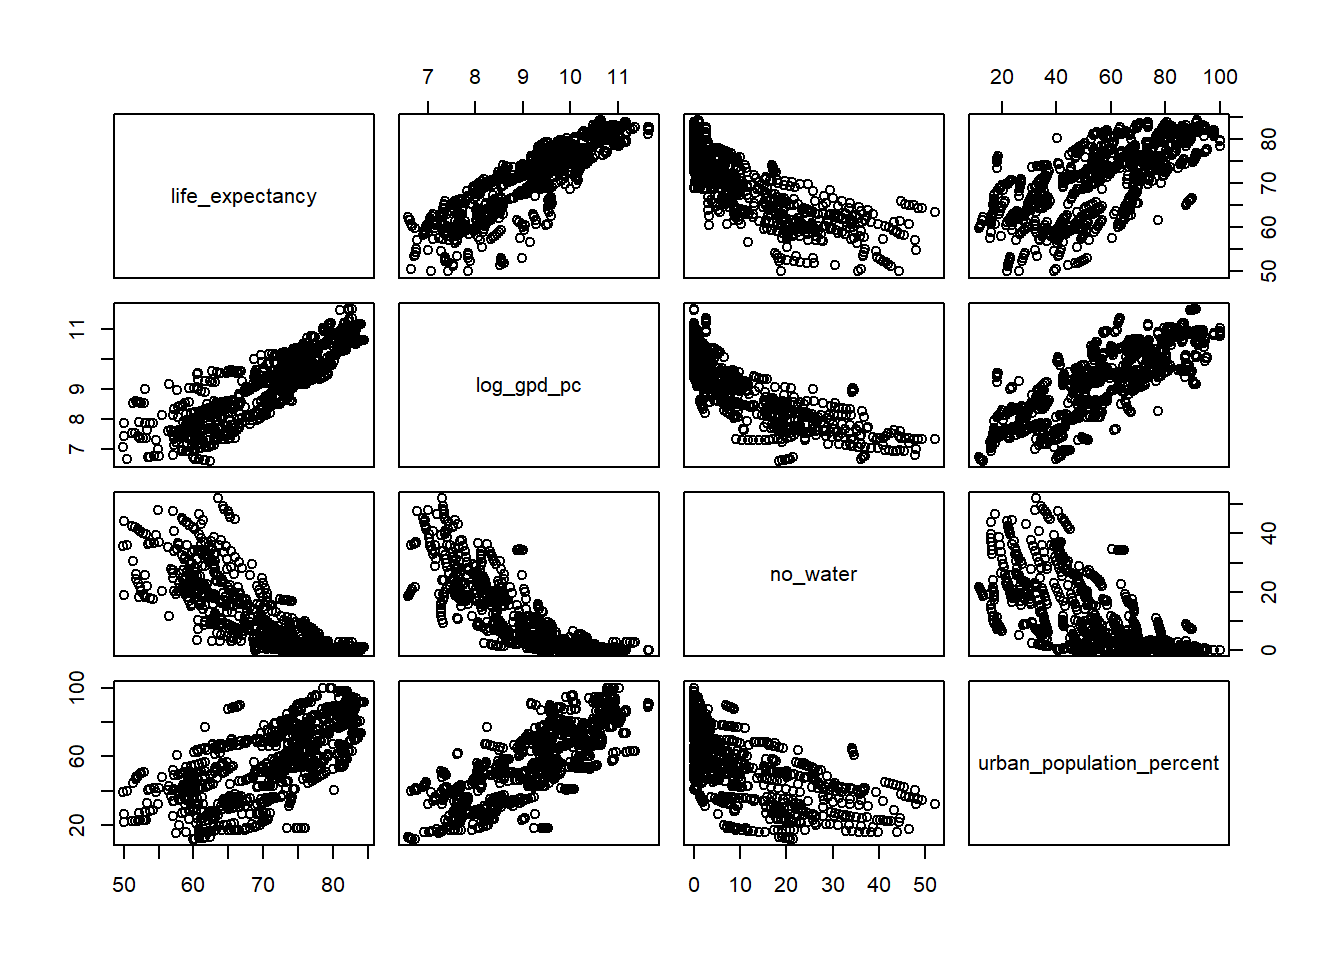 7 8 9 10 11
20 40 60 80 100
life_expectancy
50 60 70 80
7 8 9 11
log_gpd_pc
no_water
0 20 40
20 60 100
urban_population_percent
50 60 70 80
0 10 20 30 40 50